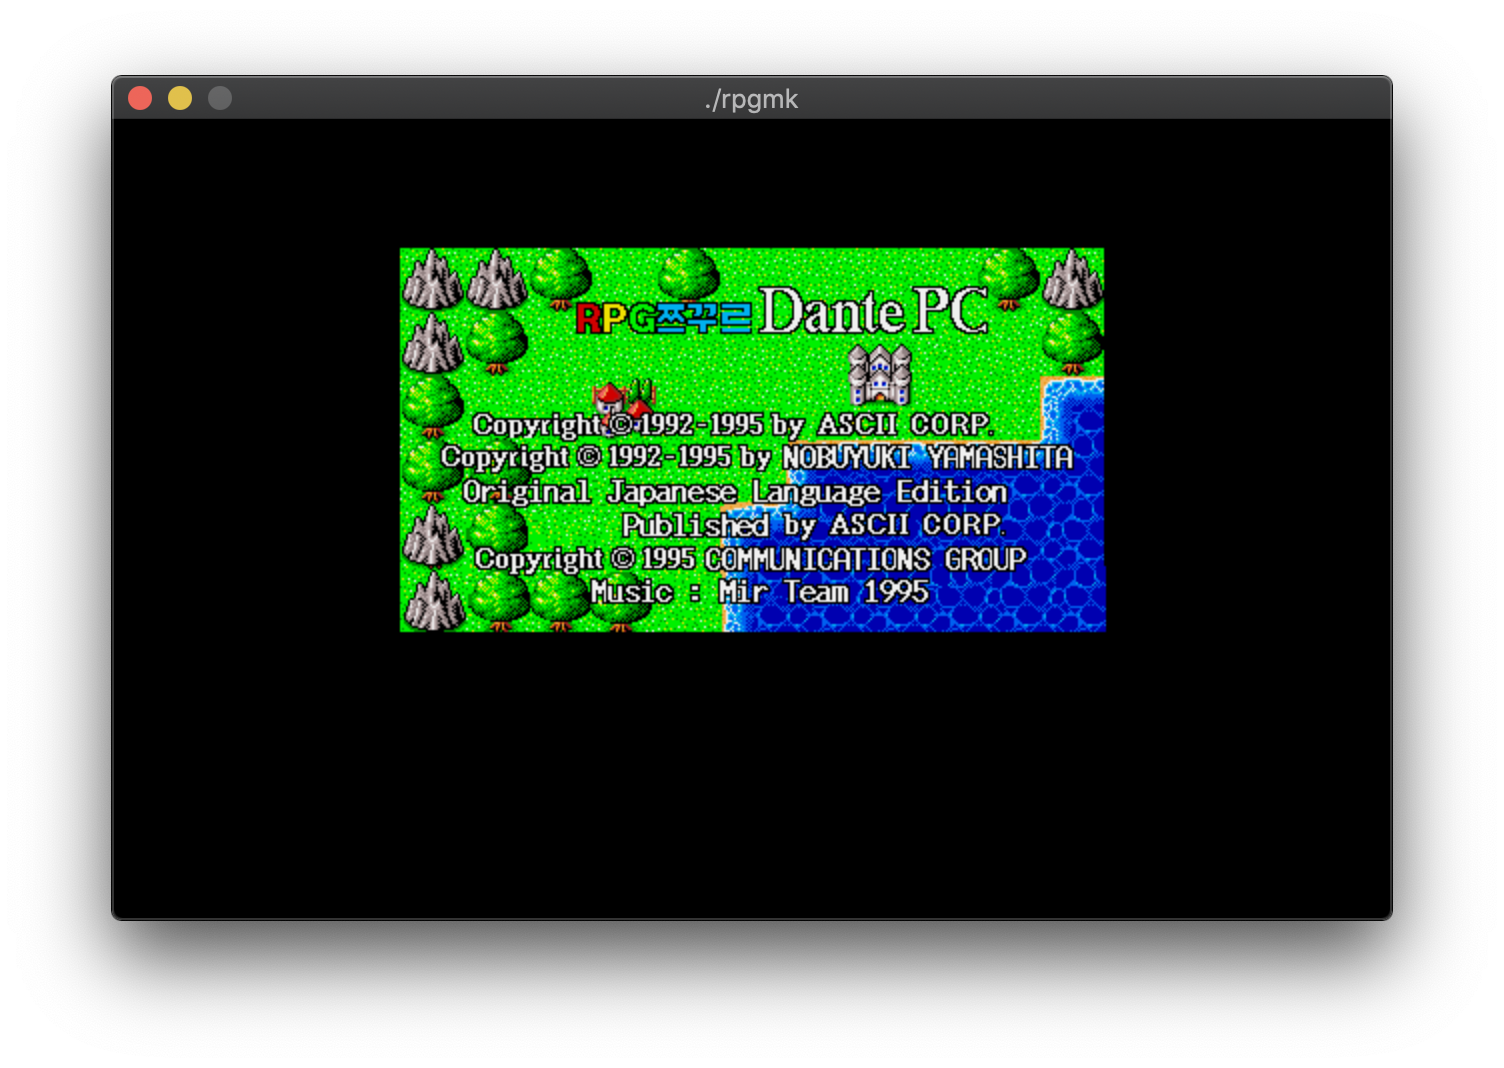 ./rpgmk
RPG쯔꾸르 Dante PC
Copyright © 1992-1995 by ASCII CORP.
Copyright © 1992-1995 by NOBUYUKI YAMASHITA
Original Japanese Language Edition
Published by ASCII CORP.
Copyright © 1995 COMMUNICATIONS GROUP
Music : Mir Team 1995